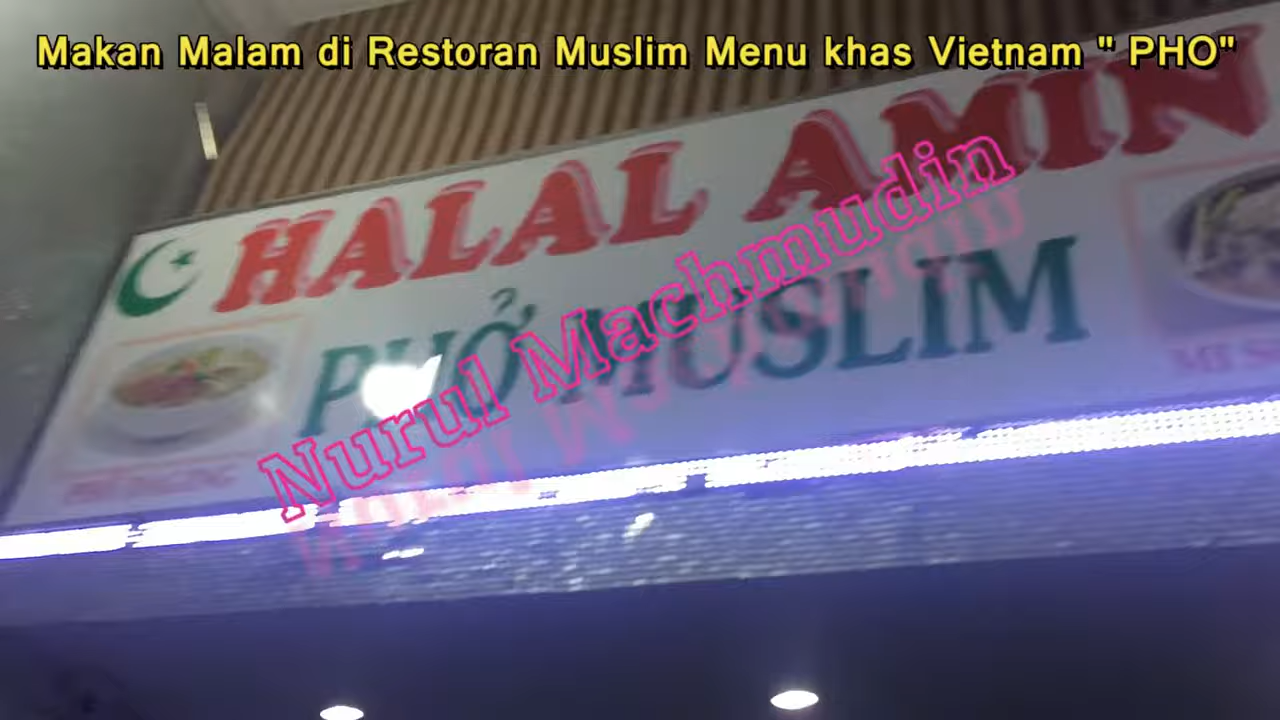 Makan Malam di Restoran Muslim Menu khas Vietnam " PHO"
HALAL AMIN
PHỞ MUSLIM
Nurul Machmudin